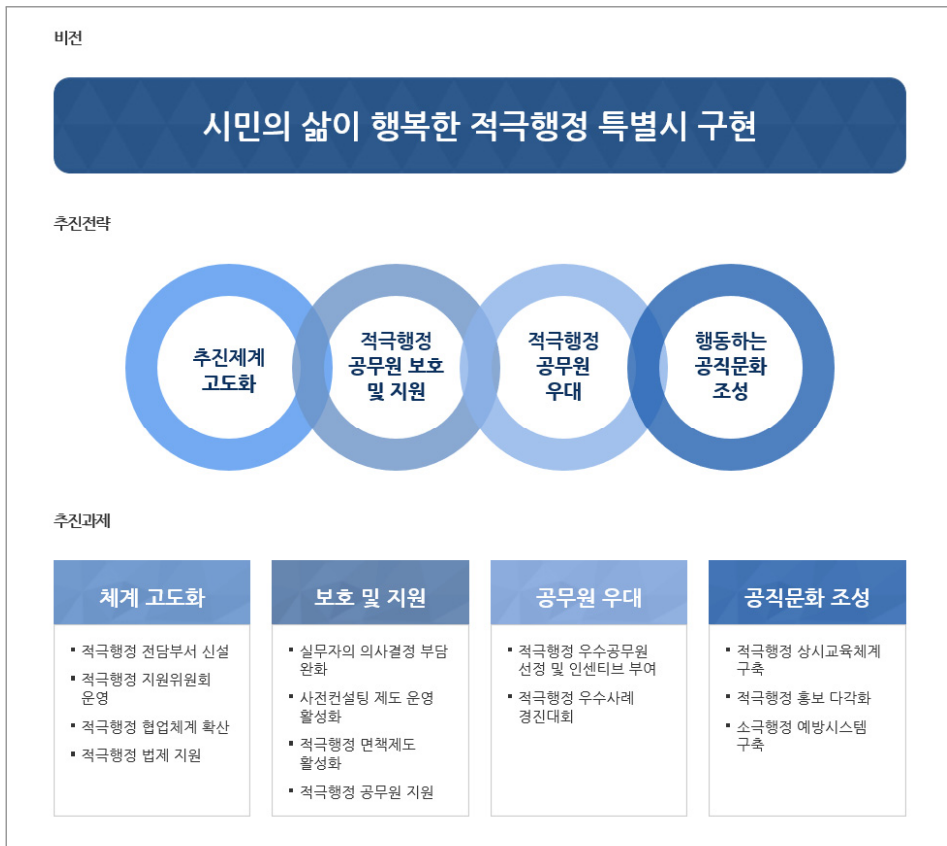 비전
시민의 삶이 행복한 적극행정 특별시 구현
추진전략
추진제계
고도화
적극행정
공무원 보호
및 지원
적극행정
공무원
우대
행동하는
공직문화
조성
추진과제
체계 고도화
▪ 적극행정 전담부서 신설
▪ 적극행정 지원위원회
운영
▪ 적극행정 협업체계 확산
▪ 적극행정 법제 지원
보호 및 지원
▪ 실무자의 의사결정 부담
완화
▪ 사전컨설팅 제도 운영
활성화
▪ 적극행정 면책제도
활성화
▪ 적극행정 공무원 지원
공무원 우대
▪ 적극행정 우수공무원
선정 및 인센티브 부여
▪ 적극행정 우수사례
경진대회
공직문화 조성
▪ 적극행정 상시교육체계
구축
▪ 적극행정 홍보 다각화
▪ 소극행정 예방시스템
구축